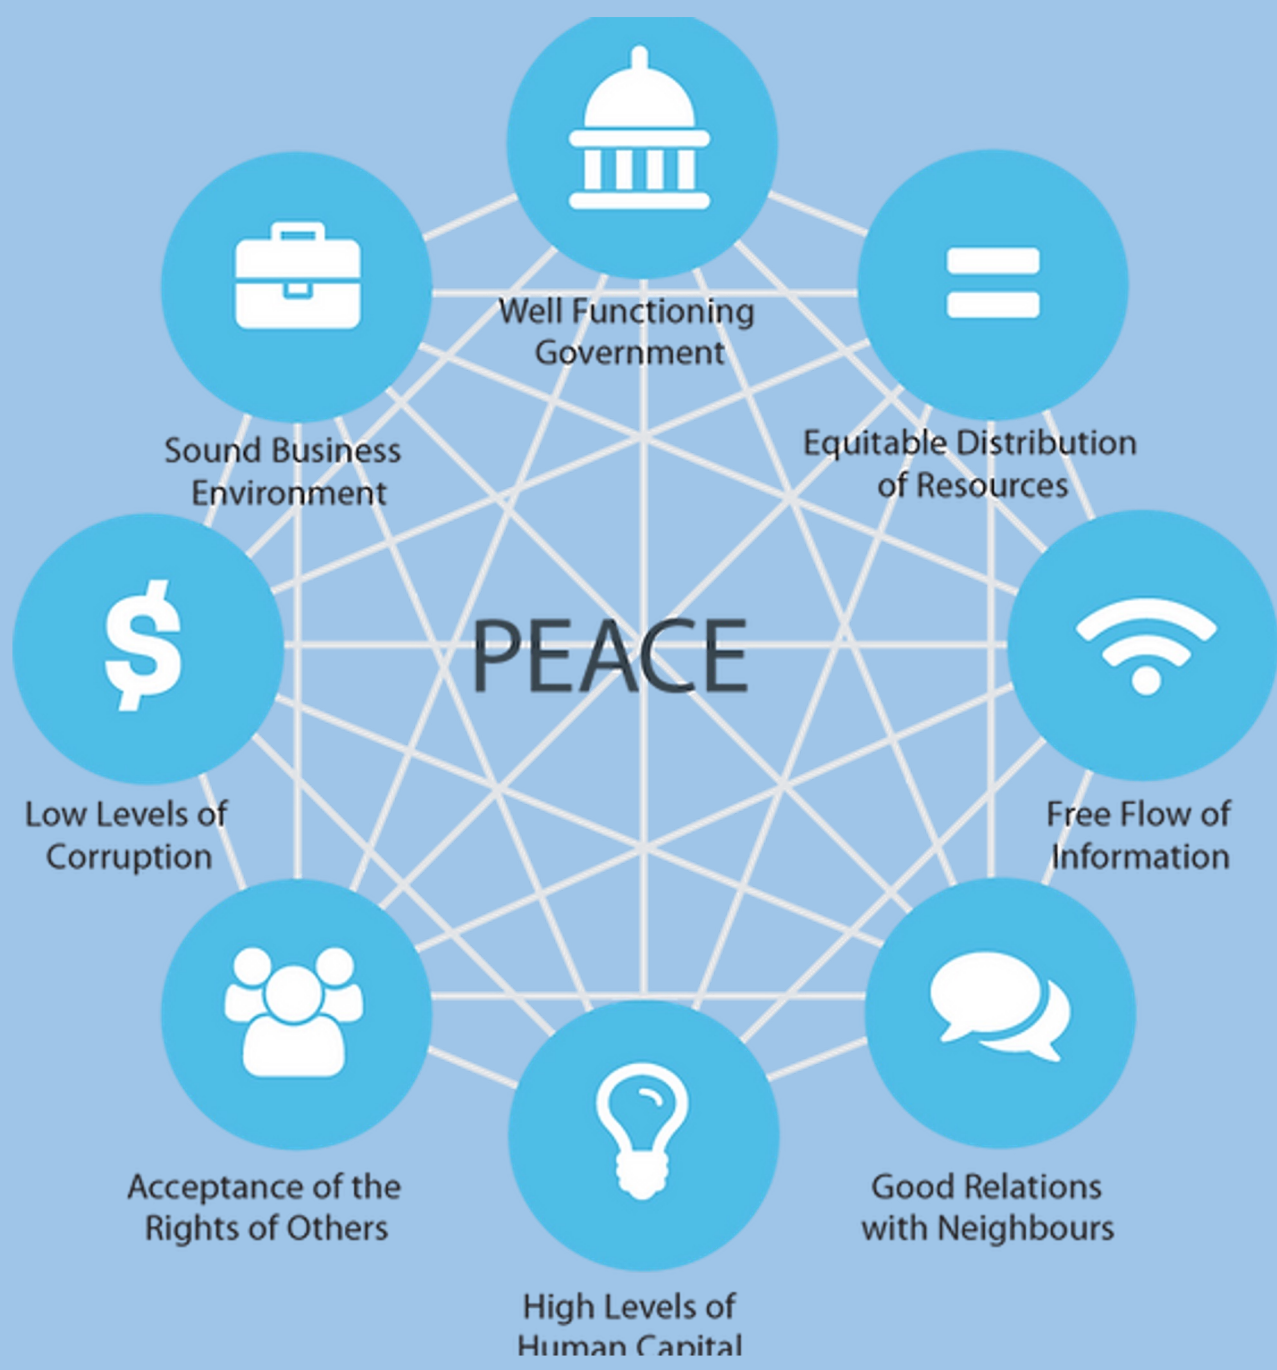 Well Functioning
Government
Equitable Distribution
of Resources
Sound Business
Environment
PEACE
Low Levels of
Corruption
Free Flow of
Information
Acceptance of the
Rights of Others
Good Relations
with Neighbours
High Levels of
Human Capital